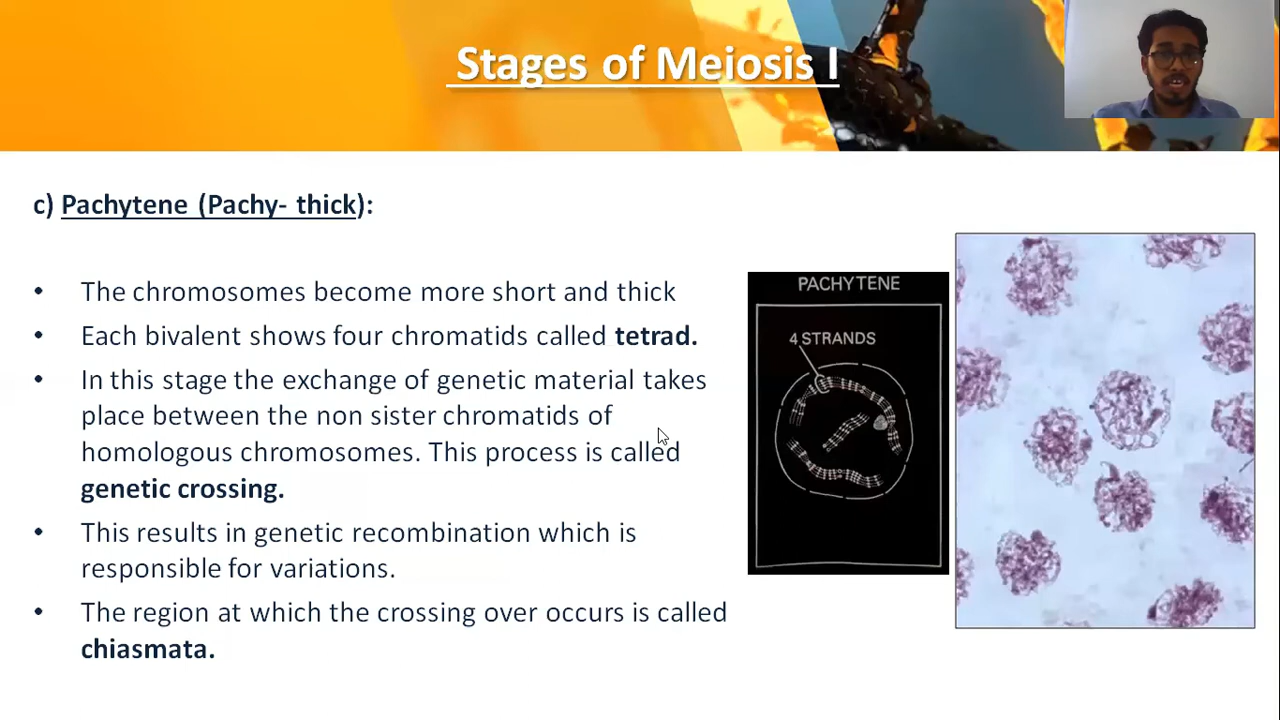 Stages of Meiosis I
c) Pachytene (Pachy- thick):
• The chromosomes become more short and thick
• Each bivalent shows four chromatids called tetrad.
• In this stage the exchange of genetic material takes
place between the non sister chromatids of
homologous chromosomes. This process is called
genetic crossing.
• This results in genetic recombination which is
responsible for variations.
• The region at which the crossing over occurs is called
chiasmata.
PACHYTENE
4 STRANDS